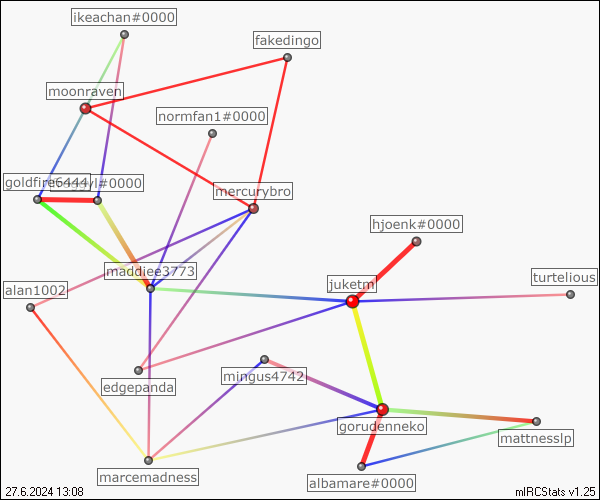 ikeachan#0000
fakedingo
moonraven
normfan1#0000
goldfire6444
yl#0000
mercurybro
hjoenk#0000
maddiee3773
turtelious
alan1002
juketm
mingus4742
edgepanda
gorudenneko
mattnesslp
marcemadness
albamare#0000
27.6.2024 13:08
mIRCStats v1.25